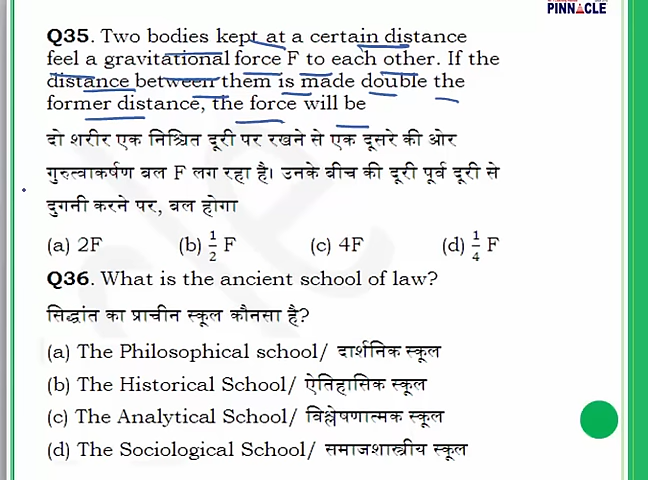 PINNACLE
Q35. Two bodies kept at a certain distance
feel a gravitational force F to each other. If the
distance between them is made double the
former distance, the force will be
दो शरीर एक निश्चित दूरी पर रखने से एक दूसरे की ओर
गुरुत्वाकर्षण बल F लग रहा है। उनके बीच की दूरी पूर्व दूरी से
दुगनी करने पर, बल होगा
(a) 2F (b) 1/2 F (c) 4F (d) 1/4 F
Q36. What is the ancient school of law?
सिद्धांत का प्राचीन स्कूल कौनसा है?
(a) The Philosophical school/ दार्शनिक स्कूल
(b) The Historical School/ ऐतिहासिक स्कूल
(c) The Analytical School/ विश्लेषणात्मक स्कूल
(d) The Sociological School/ समाजशास्त्रीय स्कूल